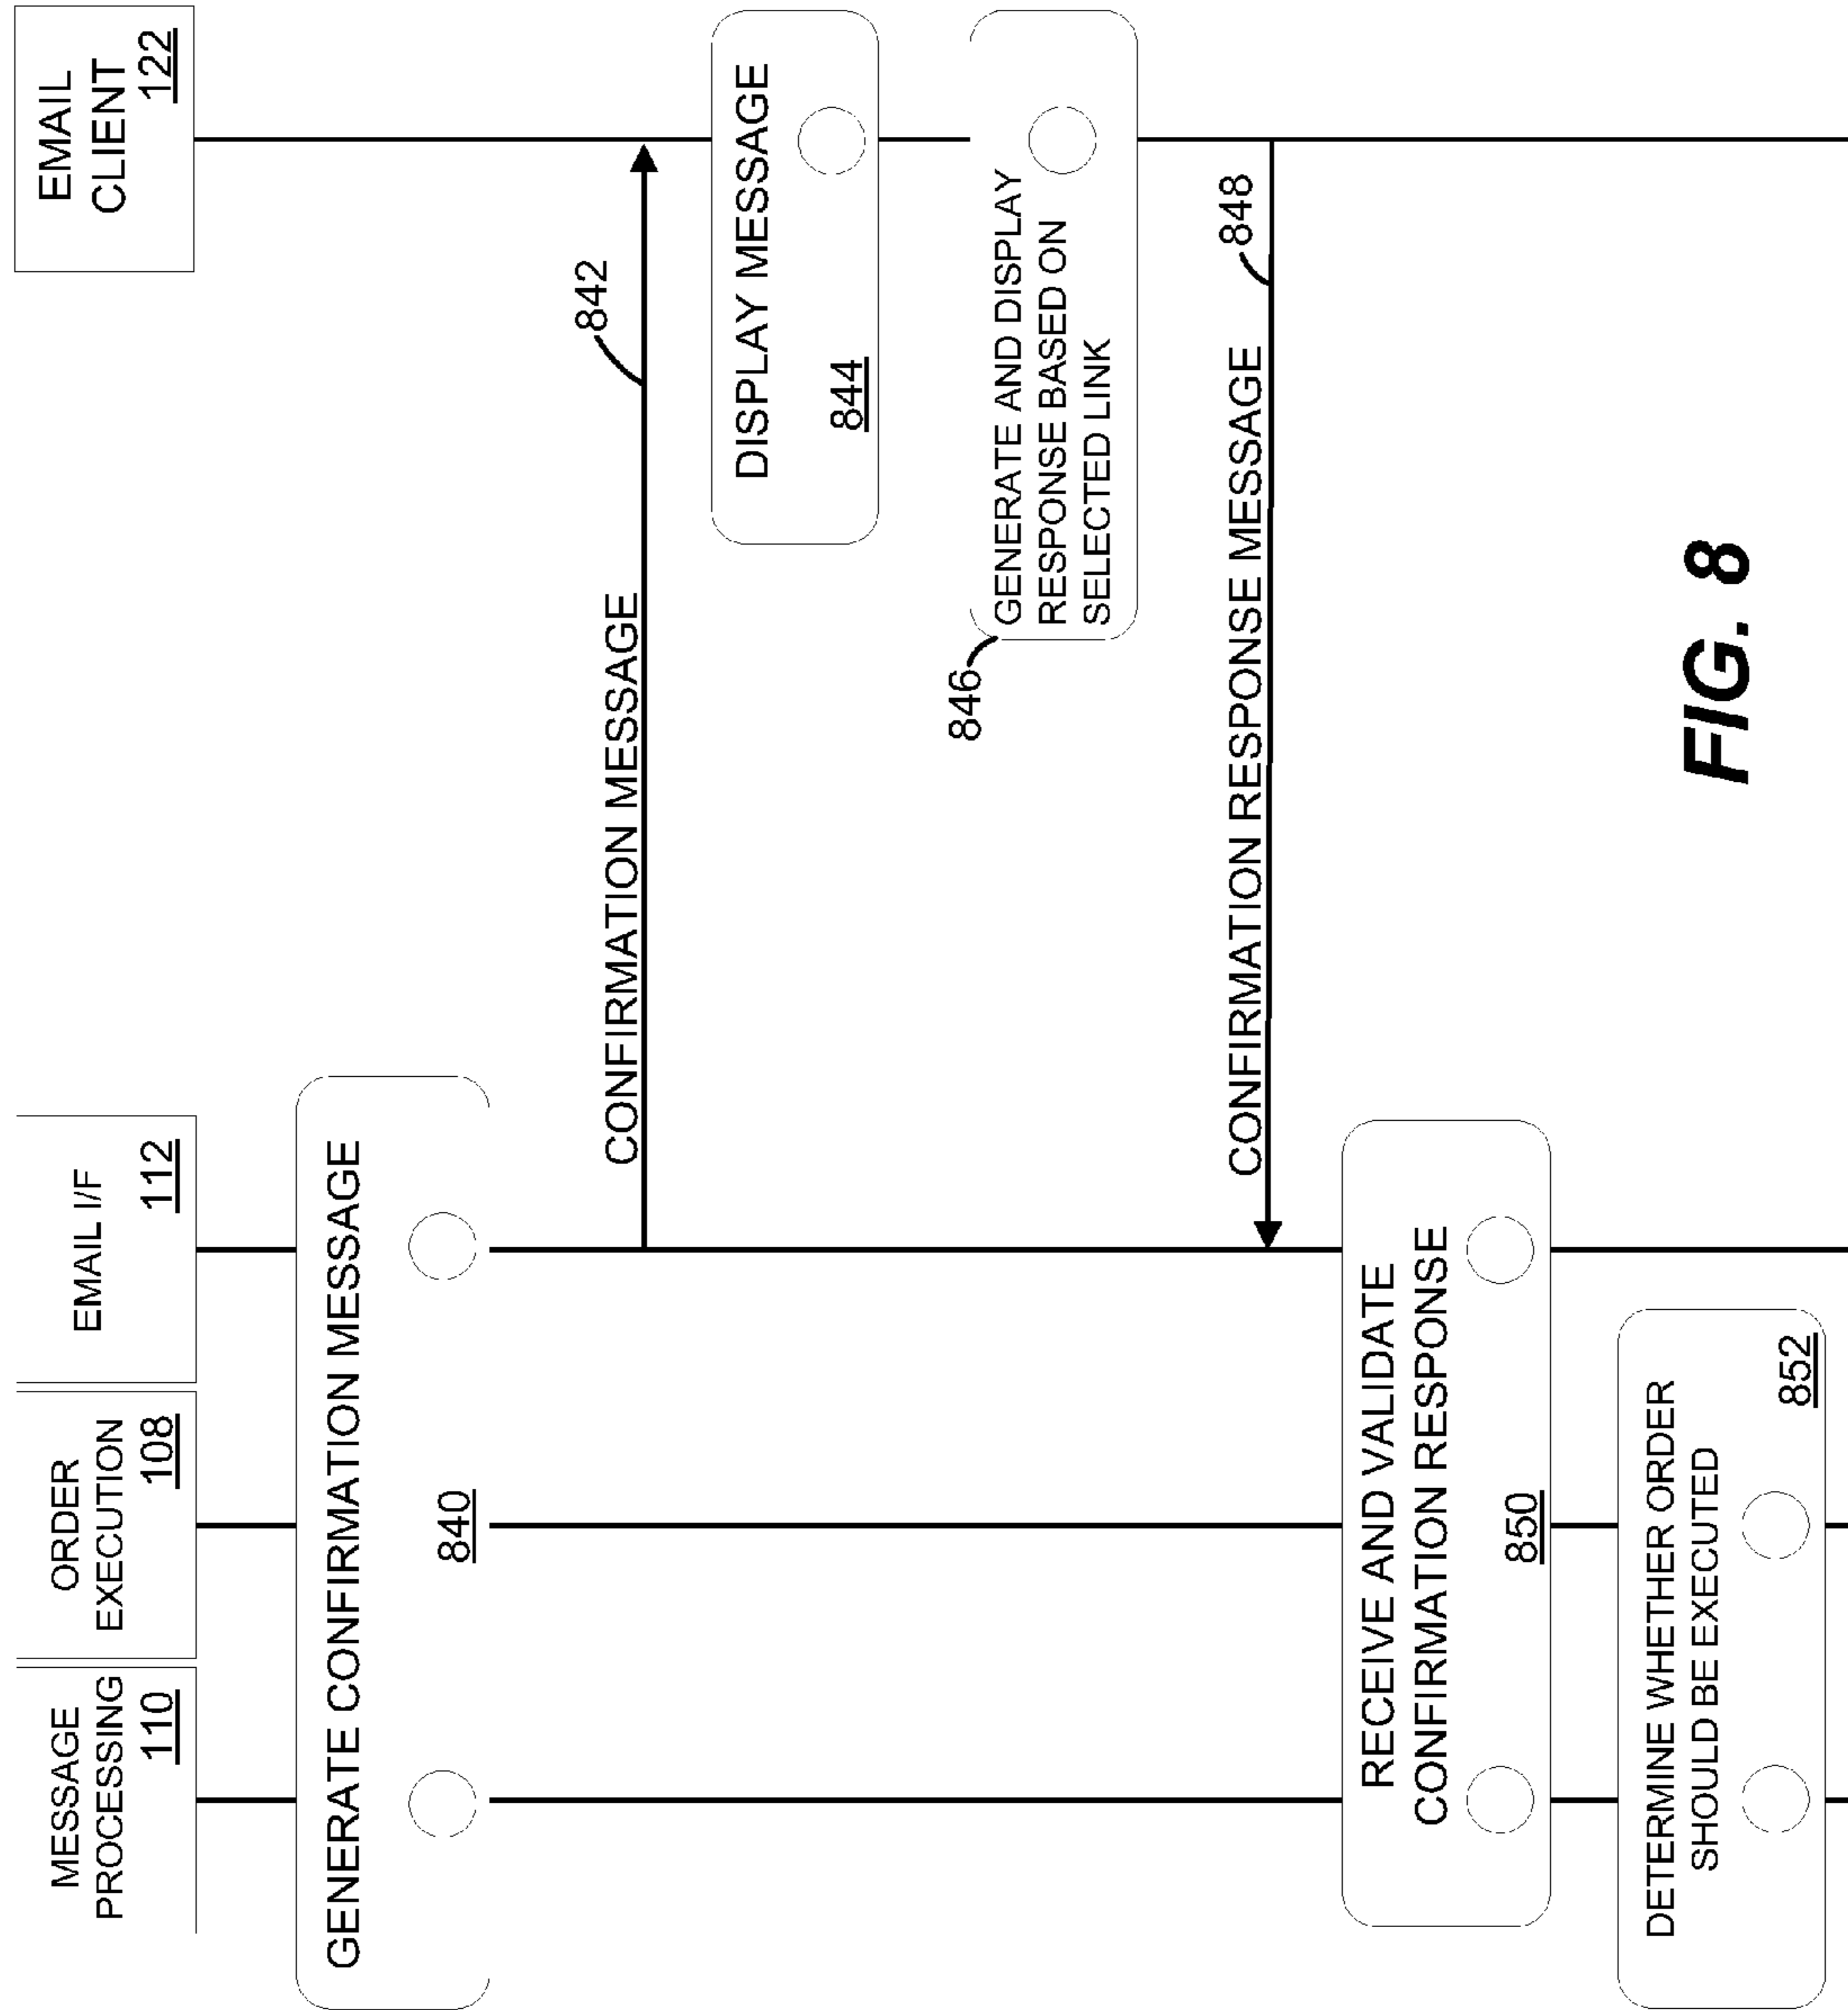 MESSAGE
PROCESSING
110
ORDER
EXECUTION
108
EMAIL I/F
112
EMAIL
CLIENT
122
GENERATE CONFIRMATION MESSAGE
840
CONFIRMATION MESSAGE
842
DISPLAY MESSAGE
844
846
GENERATE AND DISPLAY
RESPONSE BASED ON
SELECTED LINK
CONFIRMATION RESPONSE MESSAGE
848
RECEIVE AND VALIDATE
CONFIRMATION RESPONSE
850
DETERMINE WHETHER ORDER
SHOULD BE EXECUTED
852
FIG. 8